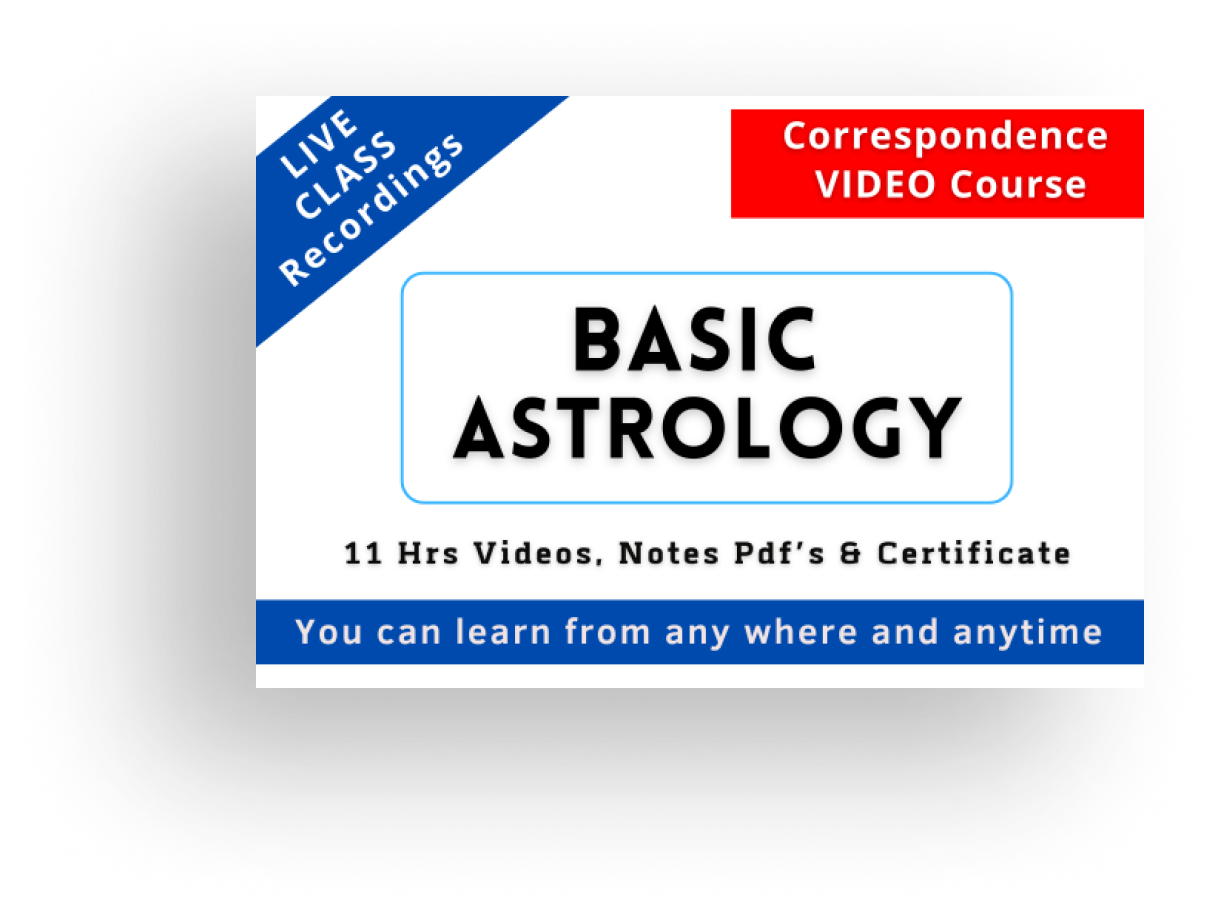 LIVE
CLASS
Recordings
Correspondence
VIDEO Course
BASIC
ASTROLOGY
11 Hrs Videos, Notes Pdf's & Certificate
You can learn from any where and anytime